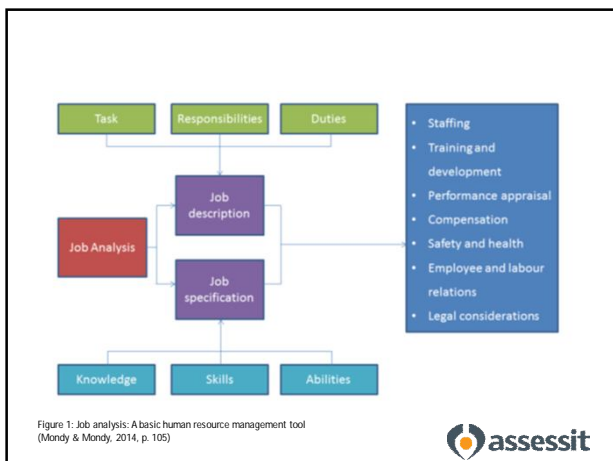 Task
Responsibilities
Duties
Job
description
Job Analysis
Job
specification
Knowledge
Skills
Abilities
• Staffing
• Training and
development
• Performance appraisal
• Compensation
• Safety and health
• Employee and labour
relations
• Legal considerations
Figure 1: Job analysis: A basic human resource management tool
(Mondy & Mondy, 2014, p. 105)
assessit